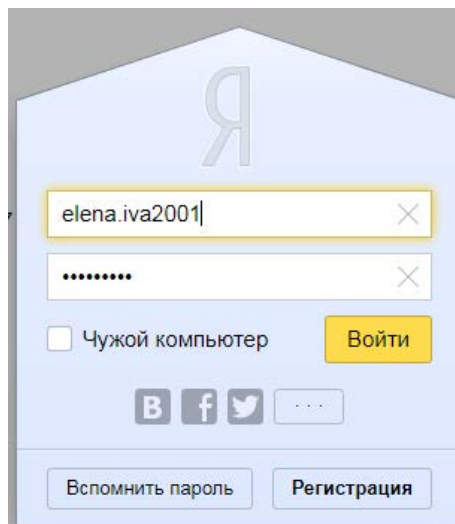 Я
elena.iva2001
•••••••••
Чужой компьютер
Войти
В f ...
Вспомнить пароль
Регистрация